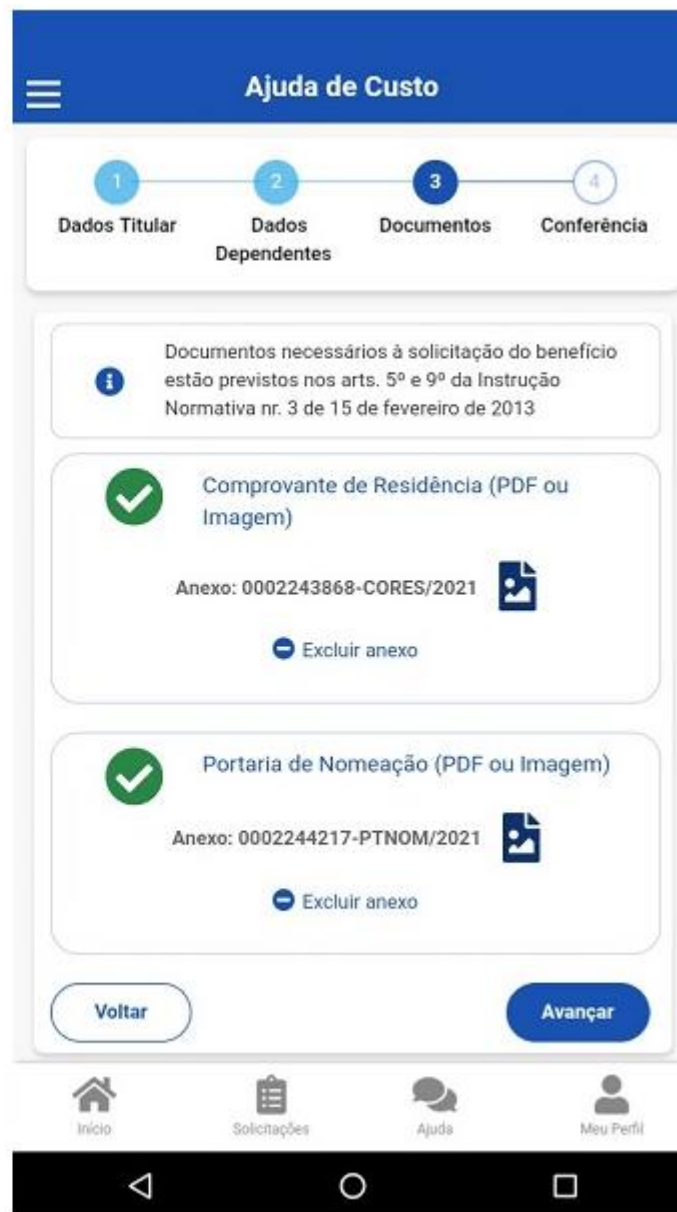 Ajuda de Custo
1
2
3
4
Dados Titular
Dados
Dependentes
Documentos
Conferência
Documentos necessários à solicitação do benefício
estão previstos nos arts. 5º e 9º da Instrução
Normativa nr. 3 de 15 de fevereiro de 2013
Comprovante de Residência (PDF ou
Imagem)
Anexo: 0002243868-CORES/2021
Excluir anexo
Portaria de Nomeação (PDF ou Imagem)
Anexo: 0002244217-PTNOM/2021
Excluir anexo
Voltar
Avançar
Início
Solicitações
Ajuda
Meu Perfil